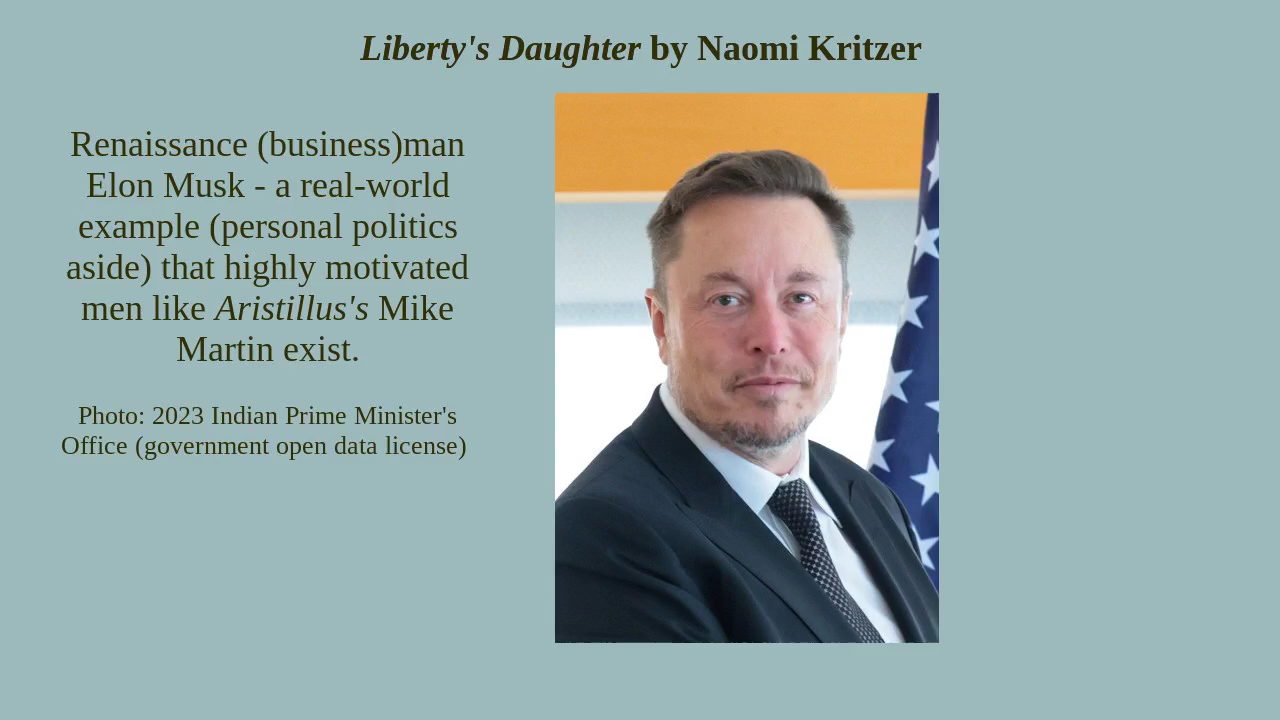 Liberty's Daughter by Naomi Kritzer
Renaissance (business)man
Elon Musk - a real-world
example (personal politics
aside) that highly motivated
men like Aristillus's Mike
Martin exist.
Photo: 2023 Indian Prime Minister's
Office (government open data license)